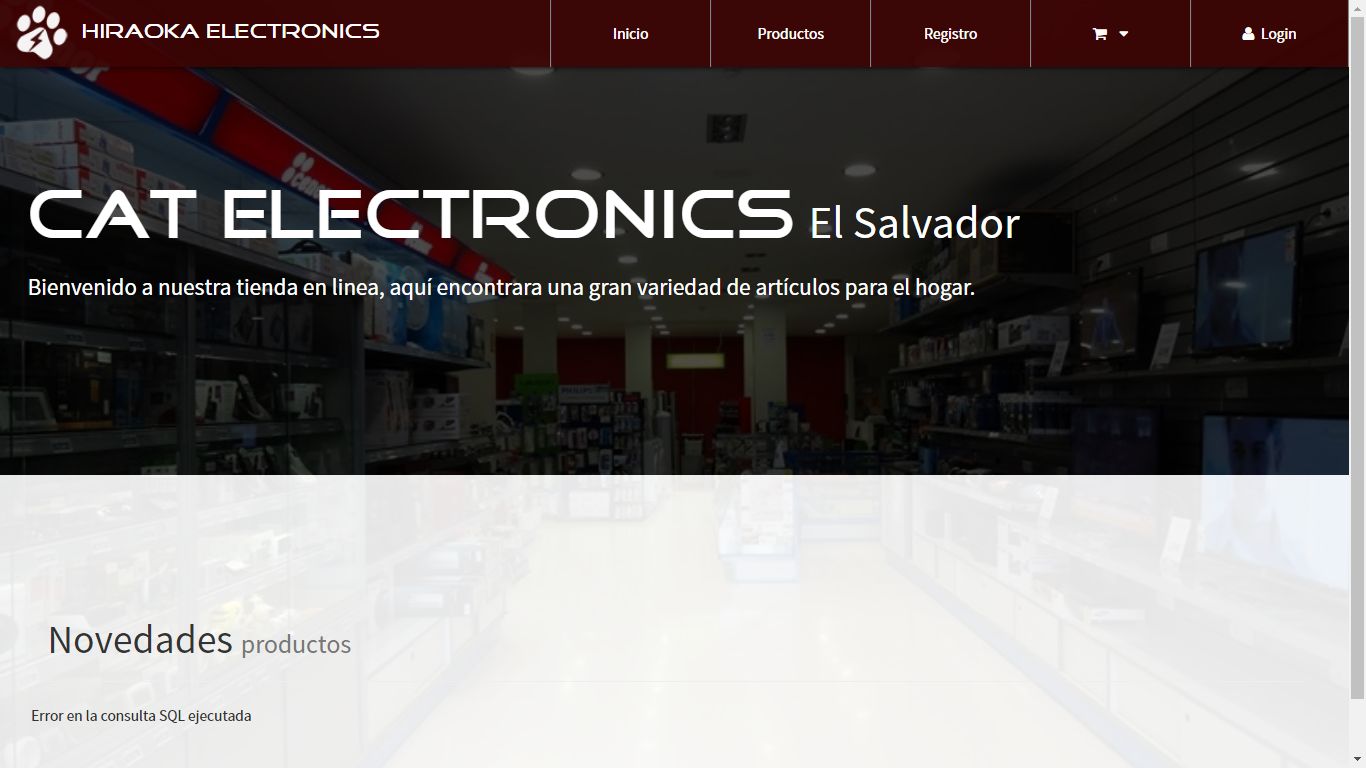 HIRAOKA ELECTRONICS
Inicio
Productos
Registro
Login
CAT ELECTRONICS El Salvador
Bienvenido a nuestra tienda en linea, aquí encontrara una gran variedad de artículos para el hogar.
PHILIPS
Novedades productos
Error en la consulta SQL ejecutada